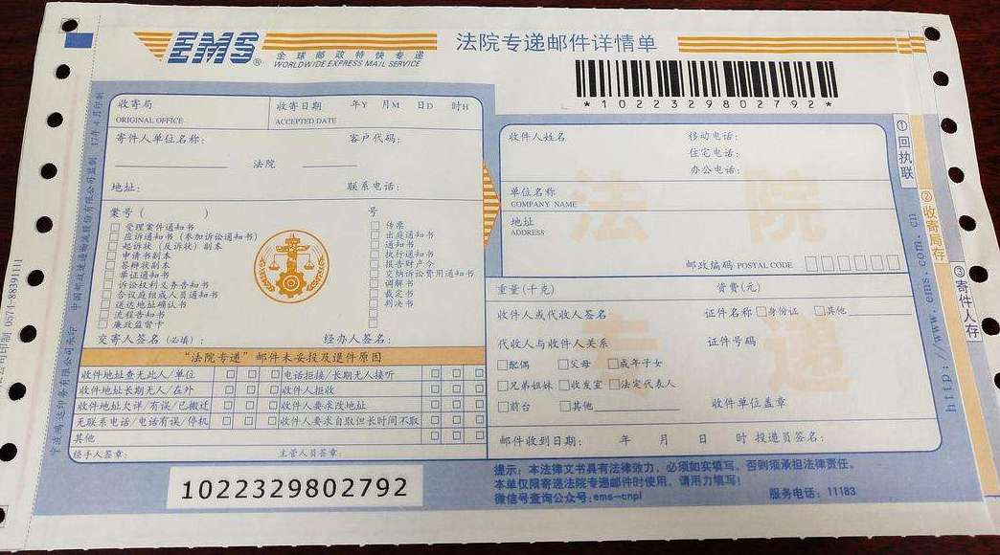 EMS®
全球邮政特快专递
WORLDWIDE EXPRESS MAIL SERVICE
法院专递邮件详情单
*1022329802792*
收寄局
ORIGINAL OFFICE
收寄日期 年Y 月M 日D 时H
ACCEPTED DATE
寄件人单位名称: 客户代码:
法院
地址: 联系电话:
案号( ) 号
受理案件通知书
应诉通知书(参加诉讼通知书)
起诉状(反诉状)副本
申请书副本
答辩状副本
举证通知书
诉讼权利义务告知书
合议庭组成人员通知书
送达地址确认书
流程告知书
廉政监督卡
传票
出庭通知书
通知书
执行通知书
报告财产令
交纳诉讼费用通知书
调解书
裁定书
判决书
交寄人签名(必填): 经办人签名:
“法院专递”邮件未妥投及退件原因
收件地址查无此人/单位 电话拒接/长期无人接听
收件地址长期无人/在外 收件人拒收
收件地址欠详/有误/已搬迁 收件人要求改地址
无联系电话/电话有误/停机 收件人要求自取但长时间不取
其他
经手人签章: 主管人员签章:
1022329802792
收件人姓名 移动电话:
住宅电话:
办公电话:
单位名称
COMPANY NAME
地址
ADDRESS
邮政编码 POSTAL CODE
法院
专递
重量(千克) 资费(元)
收件人或代收人签名 证件名称 身份证 其他
代收人与收件人关系 证件号码
配偶 父母 成年子女
兄弟姐妹 收发室 法定代表人
前台 其他 收件单位盖章
邮件收到日期: 年 月 日 时 投递员签名:
提示:本法律文书具有法律效力,必须如实填写,否则须承担法律责任。
本单仅限寄递法院专递邮件时使用,请用力填写!
微信号查询公众号:ems-cnpl 服务电话:11183
①回执联
②收寄局存
③寄件人存
http://www.ems.com.cn
中国邮政速递物流股份有限公司监制 17年4月印制
0574-88391111